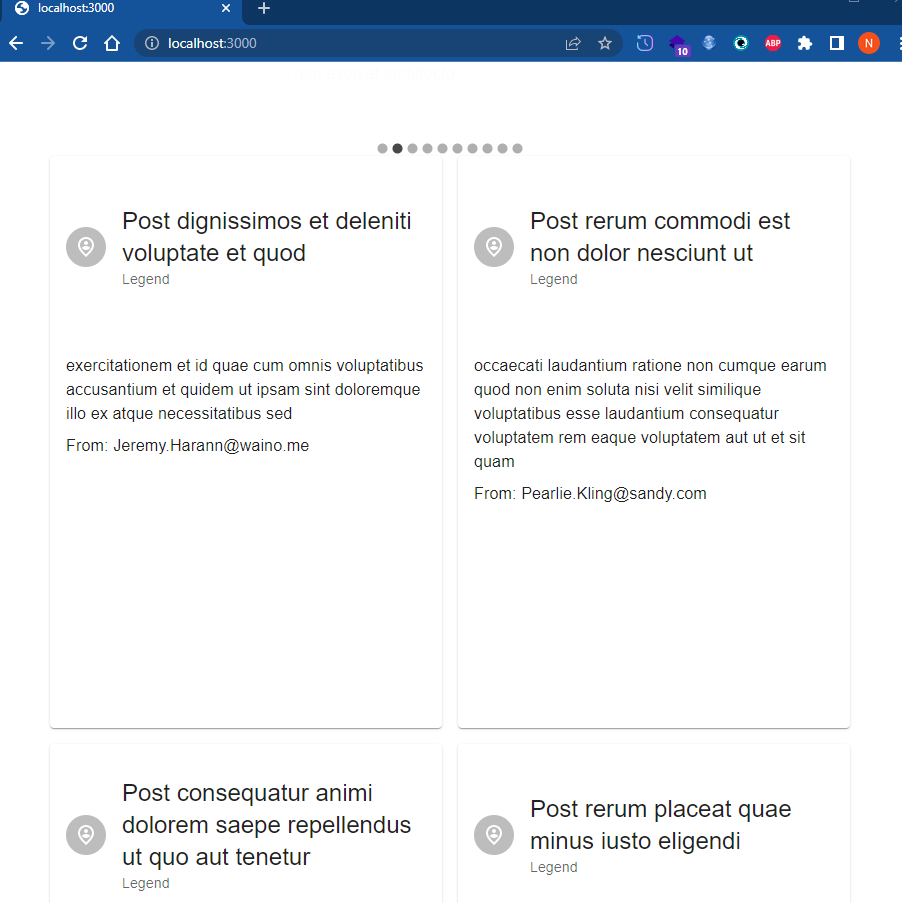 localhost:3000
localhost:3000
10
ABP
N
Post dignissimos et deleniti
voluptate et quod
Legend
exercitationem et id quae cum omnis voluptatibus
accusantium et quidem ut ipsam sint doloremque
illo ex atque necessitatibus sed
From: Jeremy.Harann@waino.me
Post rerum commodi est
non dolor nesciunt ut
Legend
occaecati laudantium ratione non cumque earum
quod non enim soluta nisi velit similique
voluptatibus esse laudantium consequatur
voluptatem rem eaque voluptatem aut ut et sit
quam
From: Pearlie.Kling@sandy.com
Post consequatur animi
dolorem saepe repellendus
ut quo aut tenetur
Legend
Post rerum placeat quae
minus iusto eligendi
Legend